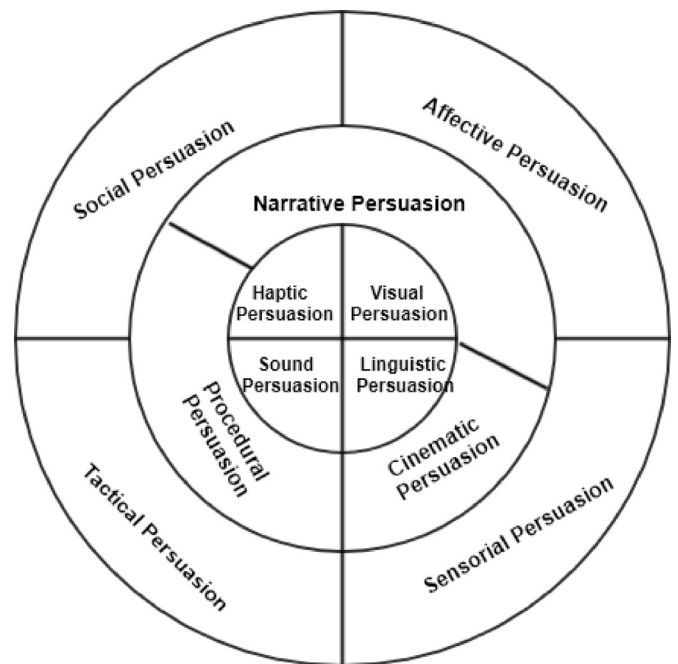 Social Persuasion
Affective Persuasion
Narrative Persuasion
Haptic
Persuasion
Visual
Persuasion
Sound
Persuasion
Linguistic
Persuasion
Procedural
Persuasion
Cinematic
Persuasion
Tactical Persuasion
Sensorial Persuasion